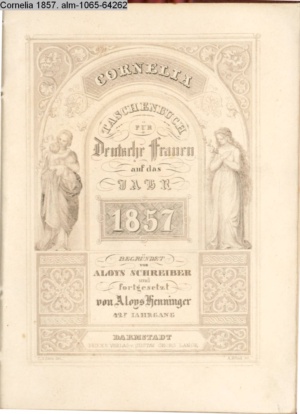 Cornelia 1857. alm-1065-64262
CORNELIA
TASCHENBUCH
FÜR
Deutsche Frauen
auf das
JAHR
1857
BEGRÜNDET
von
ALOYS SCHREIBER
und
fortgesetzt
von Aloys Henninger
42r JAHRGANG
DARMSTADT